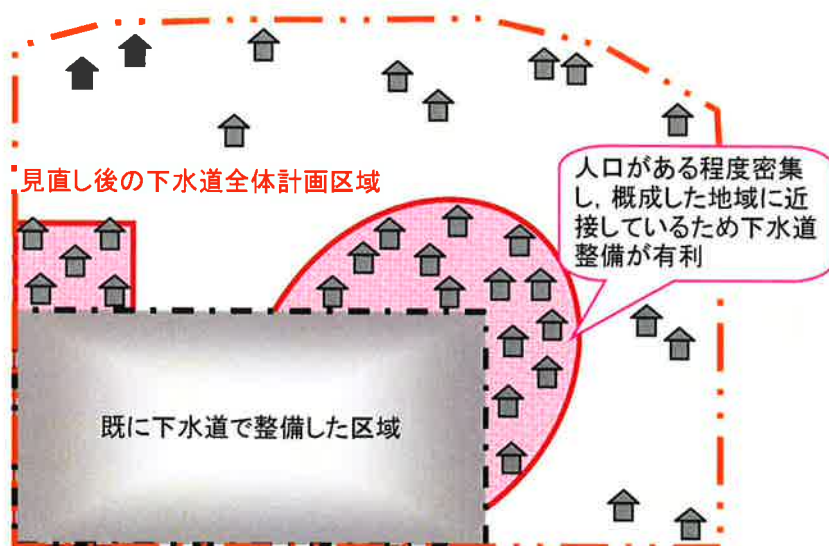 見直し後の下水道全体計画区域
人口がある程度密集
し，概成した地域に近
接しているため下水道
整備が有利
既に下水道で整備した区域